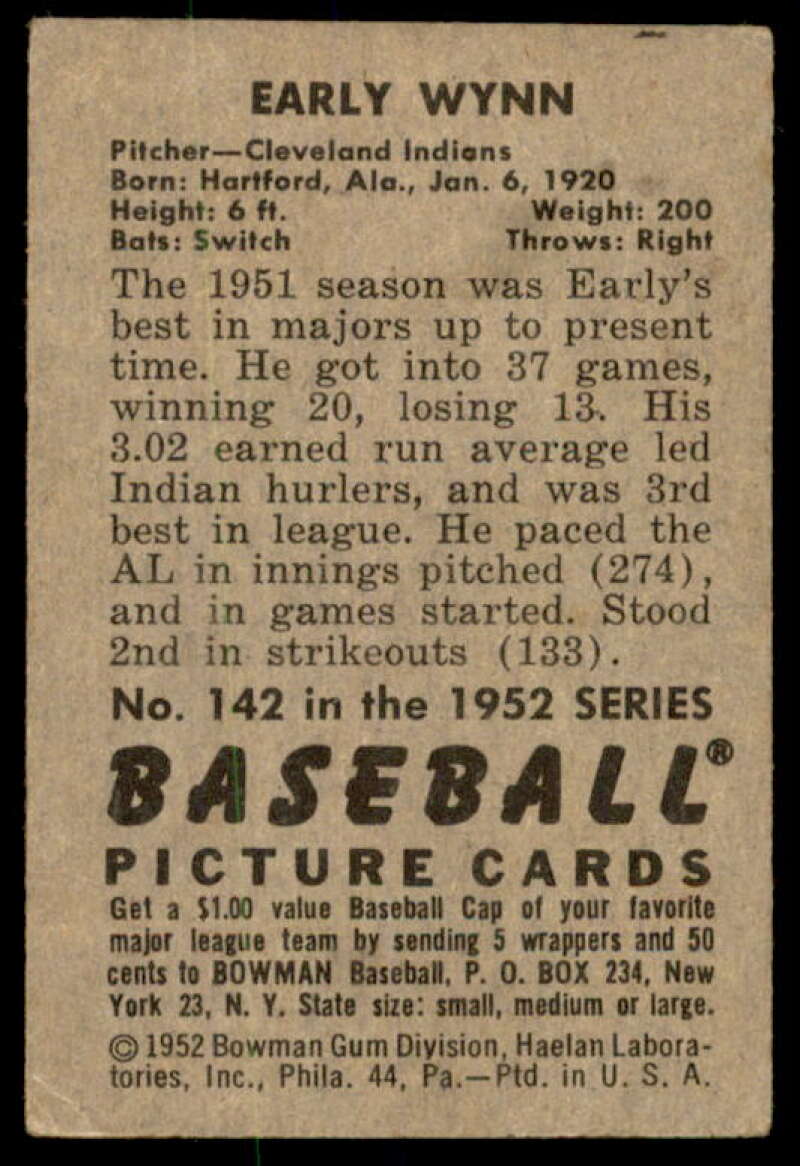 EARLY WYNN
Pitcher—Cleveland Indians
Born: Hartford, Ala., Jan. 6, 1920
Height: 6 ft. Weight: 200
Bats: Switch Throws: Right
The 1951 season was Early's
best in majors up to present
time. He got into 37 games,
winning 20, losing 13. His
3.02 earned run average led
Indian hurlers, and was 3rd
best in league. He paced the
AL in innings pitched (274),
and in games started. Stood
2nd in strikeouts (133).
No. 142 in the 1952 SERIES
BASEBALL®
PICTURE CARDS
Get a $1.00 value Baseball Cap of your favorite
major league team by sending 5 wrappers and 50
cents to BOWMAN Baseball, P. O. BOX 234, New
York 23, N. Y. State size: small, medium or large.
© 1952 Bowman Gum Division, Haelan Labora-
tories, Inc., Phila. 44, Pa.—Ptd. in U. S. A.